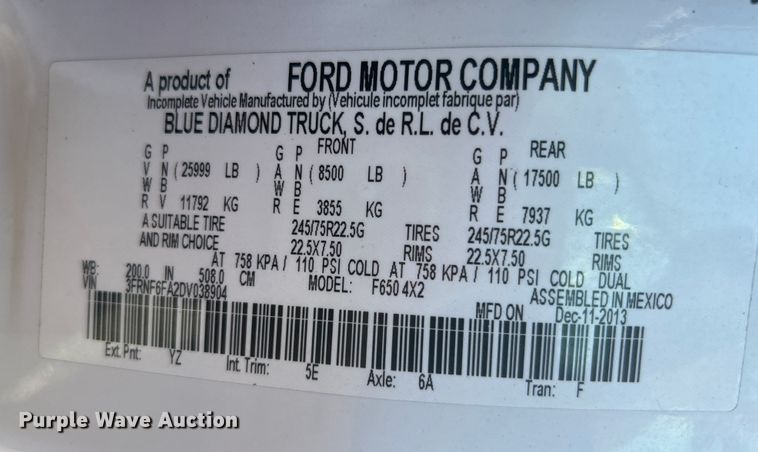 A product of FORD MOTOR COMPANY
Incomplete Vehicle Manufactured by (Vehicule incomplet fabrique par)
BLUE DIAMOND TRUCK, S. de R.L. de C.V.
G P G P FRONT G P REAR
V N ( 25999 LB ) A N ( 8500 LB ) A N ( 17500 LB )
W B W B W B
R V 11792 KG R E 3855 KG R E 7937 KG
A SUITABLE TIRE 245/75R22.5G TIRES 245/75R22.5G TIRES
AND RIM CHOICE 22.5X7.50 RIMS 22.5X7.50 RIMS
AT 758 KPA / 110 PSI COLD AT 758 KPA / 110 PSI COLD DUAL
WB: 200.0 IN 508.0 CM MODEL: F650 4X2 ASSEMBLED IN MEXICO
VIN 3FRNF6FA2DV038904 MFD ON Dec-11-2013
Ext. Pnt: YZ Int. Trim: 5E Axle: 6A Tran: F
Purple Wave Auction